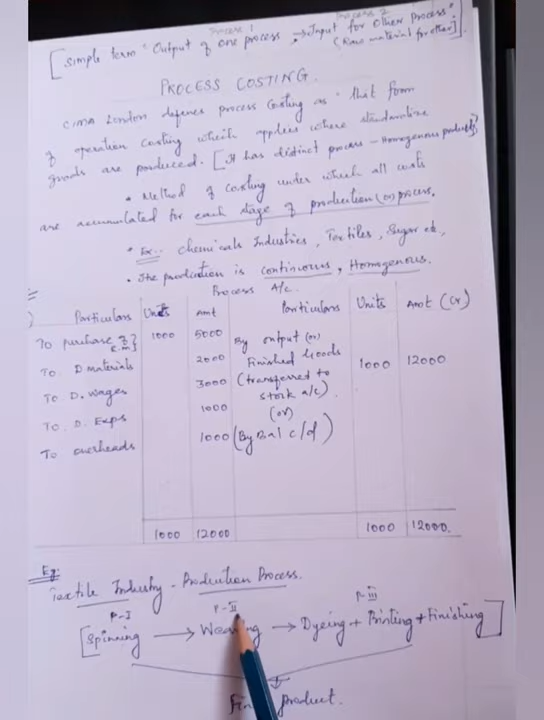 Process 1 Process 2
[Simple term "Output of one process → Input for Other Process"
(Raw material for other)].
PROCESS COSTING.
CIMA London defines process Costing as "that form
of operation Costing which applies where standardize
goods are produced. [It has distinct process - Homogenous products]
• Method of costing under which all costs
are accumulated for each stage of production (or) process.
• Ex:- Chemicals Industries, Textiles, Sugar etc,
• The production is continuous, Homogenous.
Process A/c.
Particulars Units Amt Particulars Units Amt (Cr)
To purchase 1000 5000 By output (or)
To D materials 2000 Finished Goods 1000 12000
To D. wages 3000 (transferred to
stock a/c).
To D. Exps 1000 (or)
To overheads 1000 (By Bal c/d)
1000 12000 1000 12000.
Eg:
Textile Industry - Production Process.
P-I P-II P-III
[Spinning → Weaving → Dyeing + Printing + Finishing]
Product.